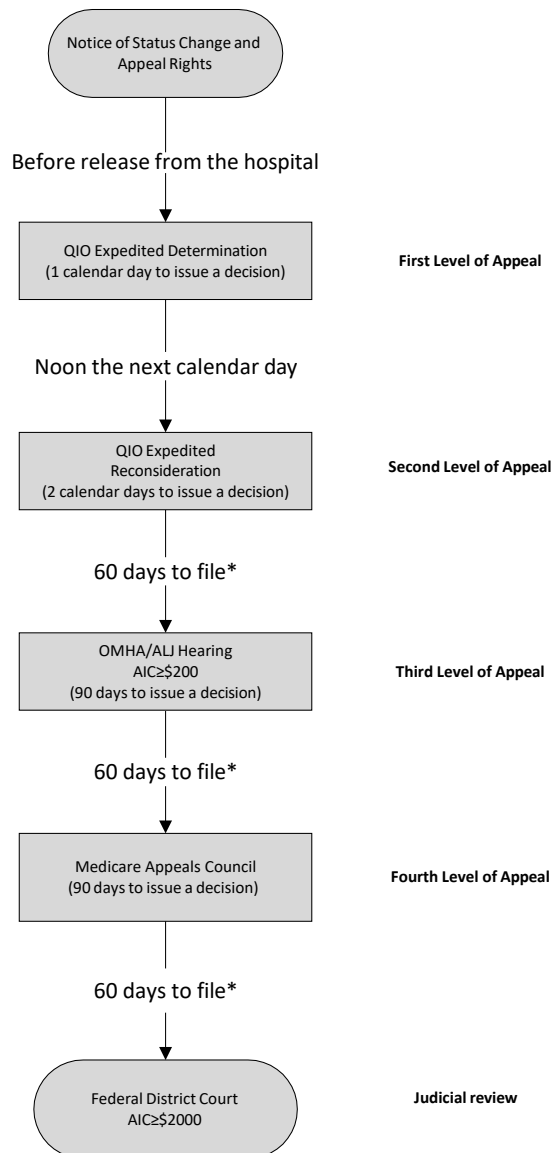 Notice of Status Change and
Appeal Rights
Before release from the hospital
QIO Expedited Determination
(1 calendar day to issue a decision)
First Level of Appeal
Noon the next calendar day
QIO Expedited
Reconsideration
(2 calendar days to issue a decision)
Second Level of Appeal
60 days to file*
OMHA/ALJ Hearing
AIC≥$200
(90 days to issue a decision)
Third Level of Appeal
60 days to file*
Medicare Appeals Council
(90 days to issue a decision)
Fourth Level of Appeal
60 days to file*
Federal District Court
AIC≥$2000
Judicial review